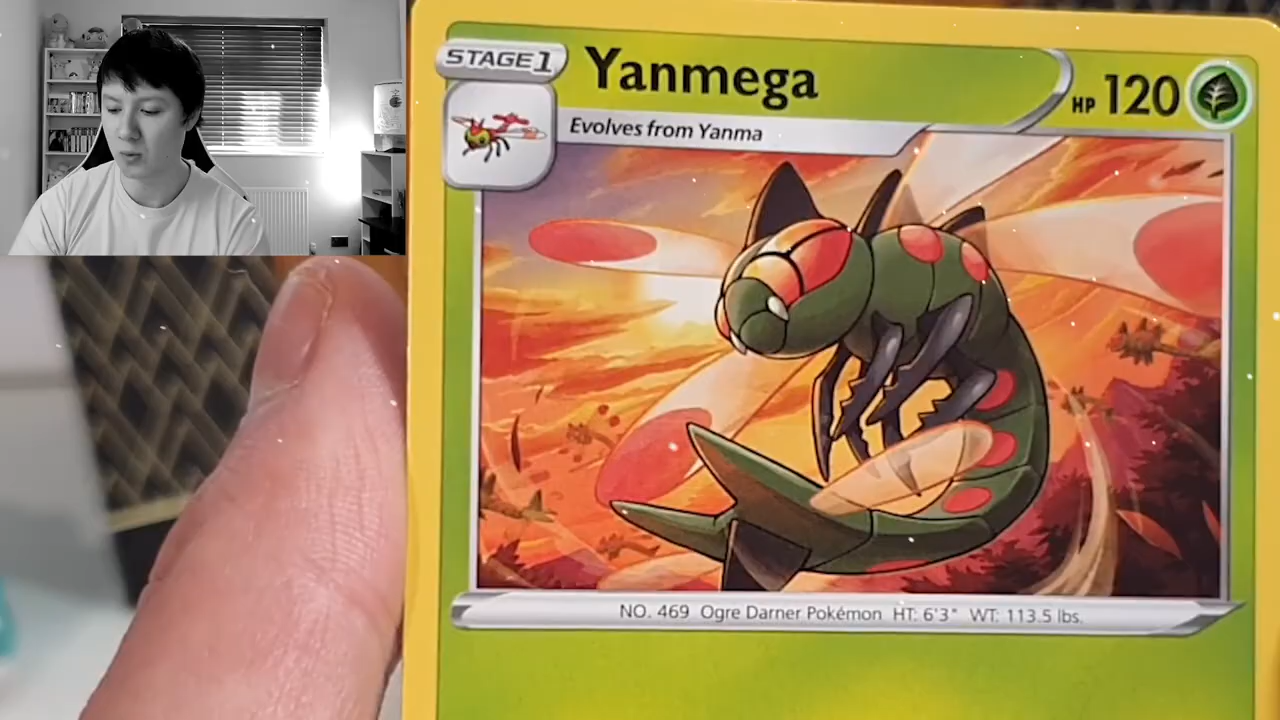 STAGE 1
Yanmega
HP 120
Evolves from Yanma
NO. 469 Ogre Darner Pokémon HT: 6'3" WT: 113.5 lbs.